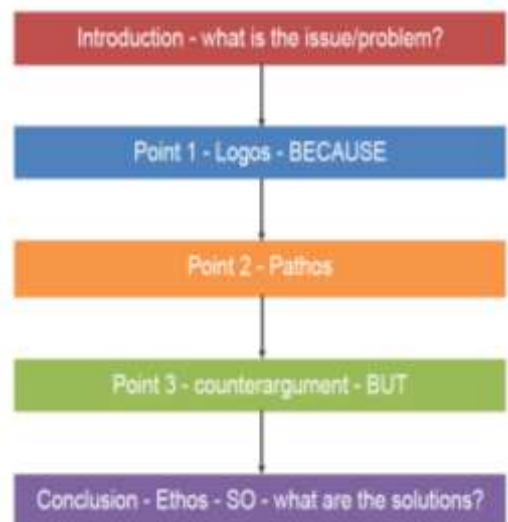 Introduction - what is the issue/problem?
Point 1 - Logos - BECAUSE
Point 2 - Pathos
Point 3 - counterargument - BUT
Conclusion - Ethos - SO - what are the solutions?